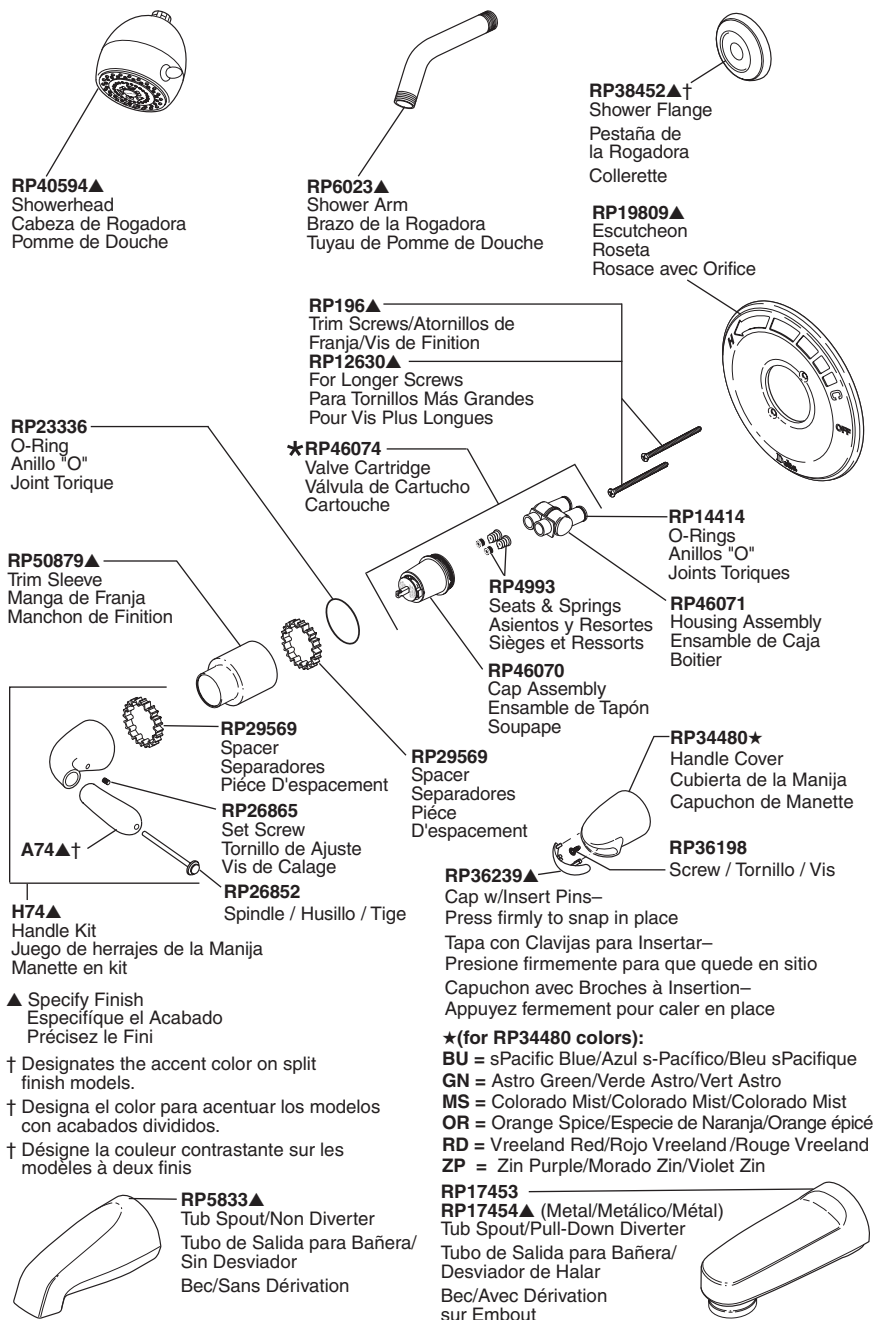 RP38452▲†
Shower Flange
Pestaña de
la Rogadora
Collerette
RP40594▲
Showerhead
Cabeza de Rogadora
Pomme de Douche
RP6023▲
Shower Arm
Brazo de la Rogadora
Tuyau de Pomme de Douche
RP19809▲
Escutcheon
Roseta
Rosace avec Orifice
RP196▲
Trim Screws/Atornillos de
Franja/Vis de Finition
RP12630▲
For Longer Screws
Para Tornillos Más Grandes
Pour Vis Plus Longues
H
C
OFF
Delta
RP23336
O-Ring
Anillo "O"
Joint Torique
★RP46074
Valve Cartridge
Válvula de Cartucho
Cartouche
RP14414
O-Rings
Anillos "O"
Joints Toriques
RP50879▲
Trim Sleeve
Manga de Franja
Manchon de Finition
RP4993
Seats & Springs
Asientos y Resortes
Sièges et Ressorts
RP46071
Housing Assembly
Ensamble de Caja
Boitier
RP46070
Cap Assembly
Ensamble de Tapón
Soupape
RP29569
Spacer
Separadores
Piéce D'espacement
RP29569
Spacer
Separadores
Piéce
D'espacement
RP34480★
Handle Cover
Cubierta de la Manija
Capuchon de Manette
RP26865
Set Screw
Tornillo de Ajuste
Vis de Calage
A74▲†
RP26852
Spindle / Husillo / Tige
RP36198
Screw / Tornillo / Vis
H74▲
Handle Kit
Juego de herrajes de la Manija
Manette en kit
RP36239▲
Cap w/Insert Pins–
Press firmly to snap in place
Tapa con Clavijas para Insertar–
Presione firmemente para que quede en sitio
Capuchon avec Broches à Insertion–
Appuyez fermement pour caler en place
▲ Specify Finish
Especifíque el Acabado
Précisez le Fini
† Designates the accent color on split
finish models.
† Designa el color para acentuar los modelos
con acabados divididos.
† Désigne la couleur contrastante sur les
modèles à deux finis
★(for RP34480 colors):
BU = sPacific Blue/Azul s-Pacífico/Bleu sPacifique
GN = Astro Green/Verde Astro/Vert Astro
MS = Colorado Mist/Colorado Mist/Colorado Mist
OR = Orange Spice/Especie de Naranja/Orange épicé
RD = Vreeland Red/Rojo Vreeland /Rouge Vreeland
ZP = Zin Purple/Morado Zin/Violet Zin
RP5833▲
Tub Spout/Non Diverter
Tubo de Salida para Bañera/
Sin Desviador
Bec/Sans Dérivation
RP17453
RP17454▲ (Metal/Metálico/Métal)
Tub Spout/Pull-Down Diverter
Tubo de Salida para Bañera/
Desviador de Halar
Bec/Avec Dérivation
sur Embout